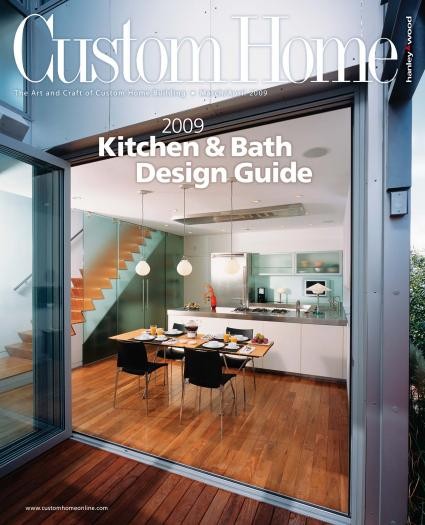 Custom Home
hanley wood
The Art and Craft of Custom Home Building • March/April 2009
2009
Kitchen & Bath
Design Guide
www.customhomeonline.com